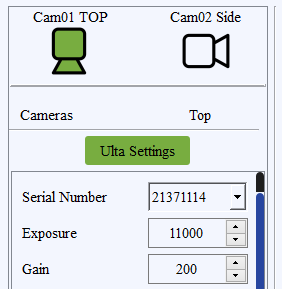 Cam01 TOP Cam02 Side
Cameras Top
Ulta Settings
Serial Number 21371114
Exposure 11000
Gain 200